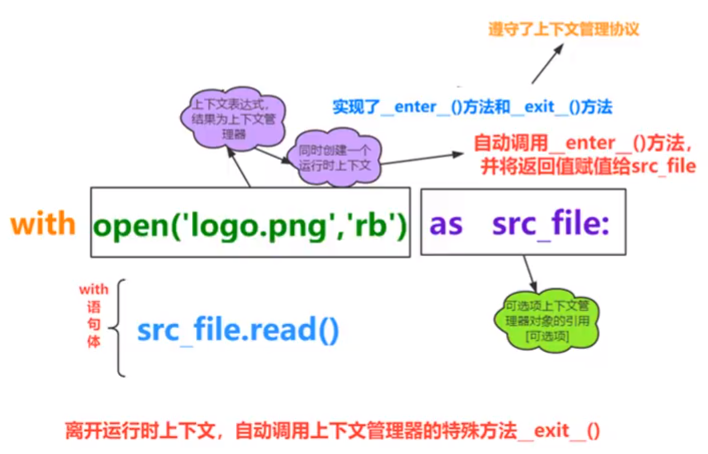 遵守了上下文管理协议
实现了__enter__()方法和__exit__()方法
上下文表达式，
结果为上下文管
理器
同时创建一个
运行时上下文
自动调用__enter__()方法，
并将返回值赋值给src_file
with open('logo.png','rb') as src_file:
可选项上下文管
理器对象的引用
[可选项]
with
语
句
体
src_file.read()
离开运行时上下文，自动调用上下文管理器的特殊方法__exit__()